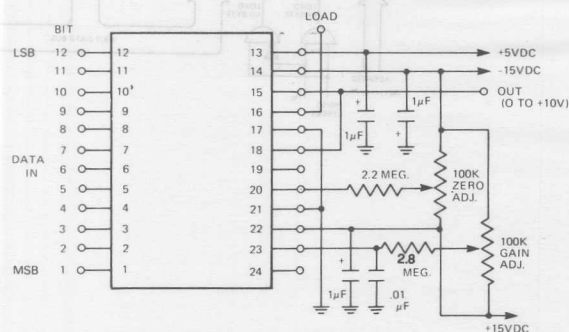 LOAD
BIT
LSB 12 12 13 +5VDC
11 11 14 -15VDC
10 10' 15 OUT
(0 TO +10V)
9 9 16 1µF 1µF
8 8 17
DATA
IN
7 7 18
6 6 19
5 5 20 2.2 MEG. 100K
ZERO
ADJ.
4 4 21
3 3 22
2 2 23 2.8
MEG.
100K
GAIN
ADJ.
MSB 1 1 24
1µF .01
µF
+15VDC